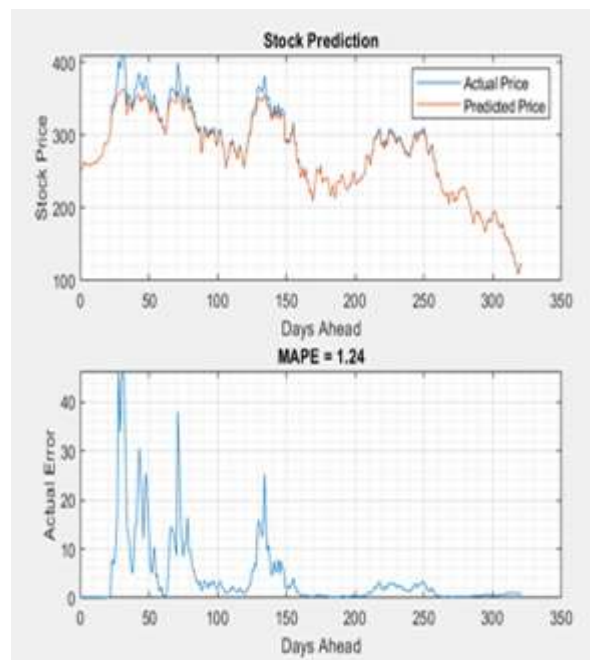 Stock Prediction
400
300
200
100
Stock Price
Actual Price
Predicted Price
0 50 100 150 200 250 300 350
Days Ahead
MAPE = 1.24
40
30
20
10
0
Actual Error
0 50 100 150 200 250 300 350
Days Ahead